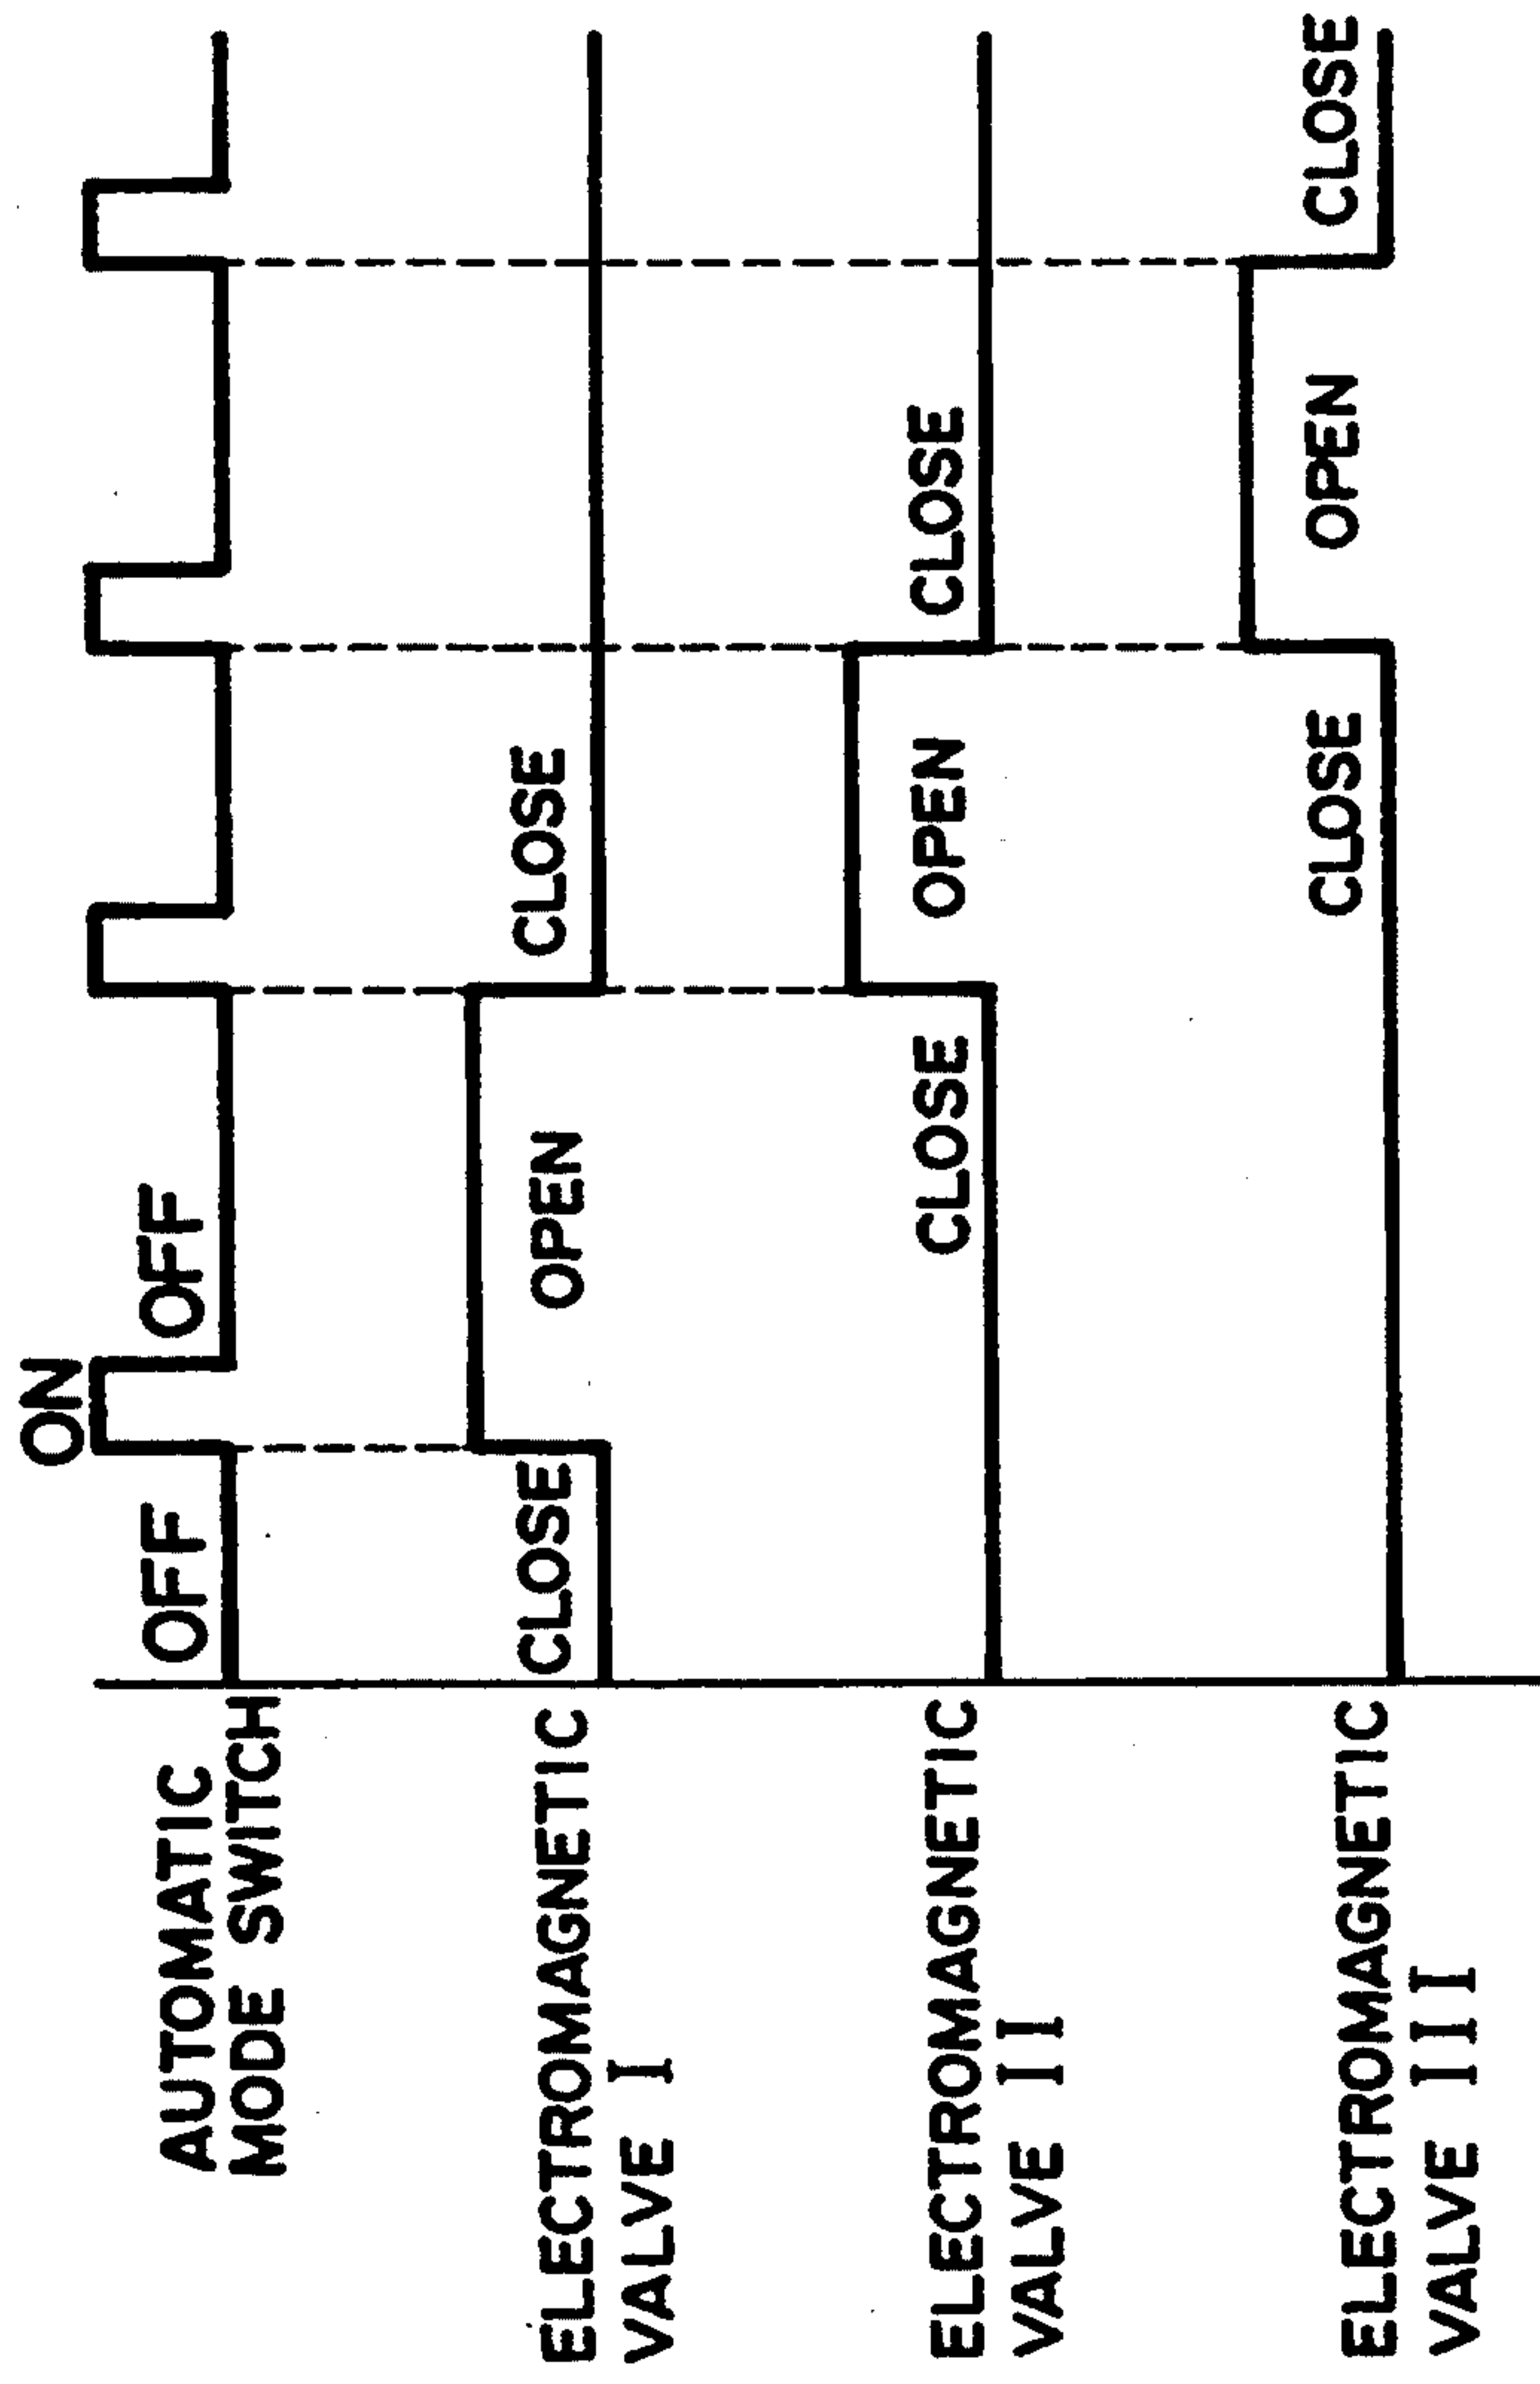 ON
OFF OFF
AUTOMATIC
MODE SWITCH
CLOSE OPEN CLOSE
ELECTROMAGNETIC
VALVE I
CLOSE OPEN CLOSE
ELECTROMAGNETIC
VALVE II
CLOSE OPEN CLOSE
ELECTROMAGNETIC
VALVE III